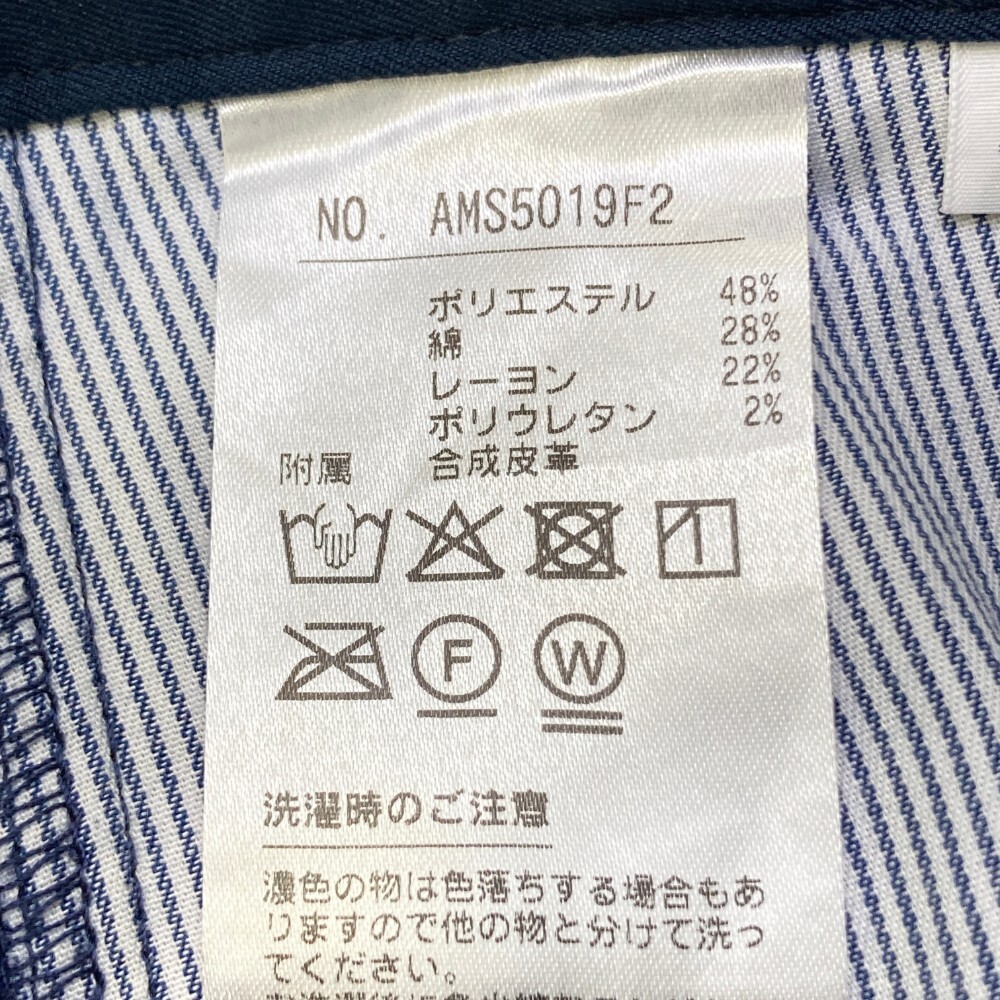 NO. AMS5019F2
ポリエステル 48%
綿 28%
レーヨン 22%
ポリウレタン 2%
附属 合成皮革
F W
洗濯時のご注意
濃色の物は色落ちする場合もあ
りますので他の物と分けて洗っ
てください。